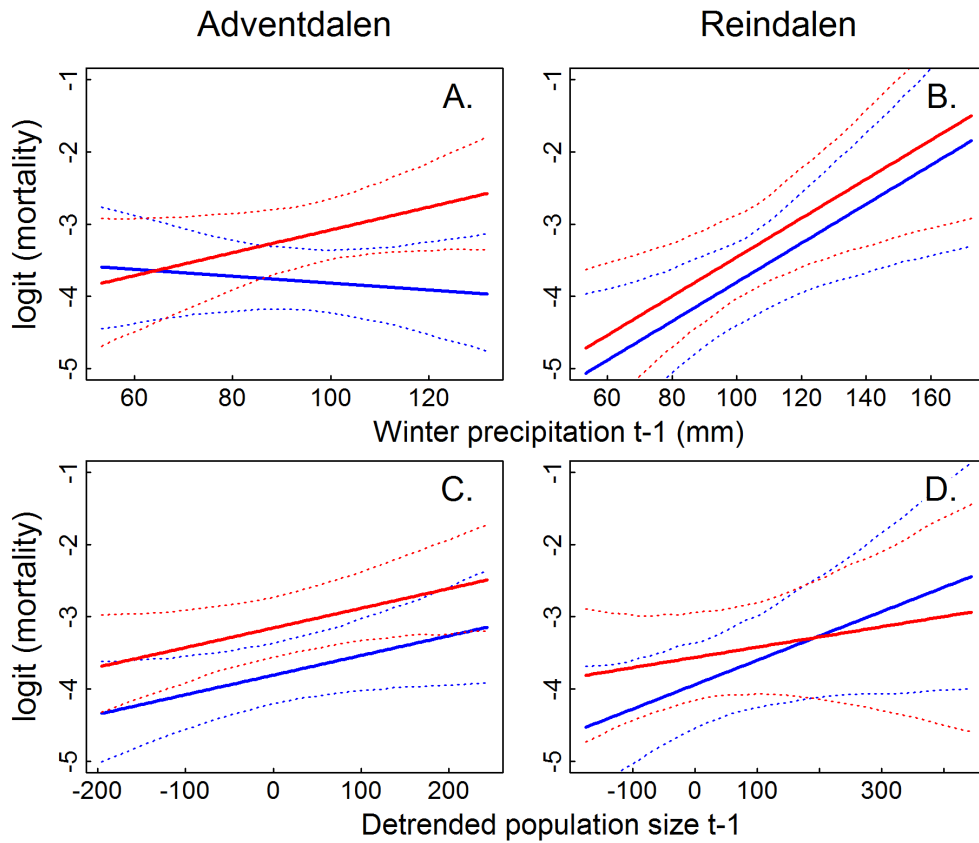 Adventdalen Reindalen
A. B.
logit (mortality)
-1
-2
-3
-4
-5
60 80 100 120 60 80 100 120 140 160
Winter precipitation t-1 (mm)
C. D.
logit (mortality)
-1
-2
-3
-4
-5
-1
-2
-3
-4
-5
-1
-2
-3
-4
-5
-200 -100 0 100 200 -100 0 100 300
Detrended population size t-1